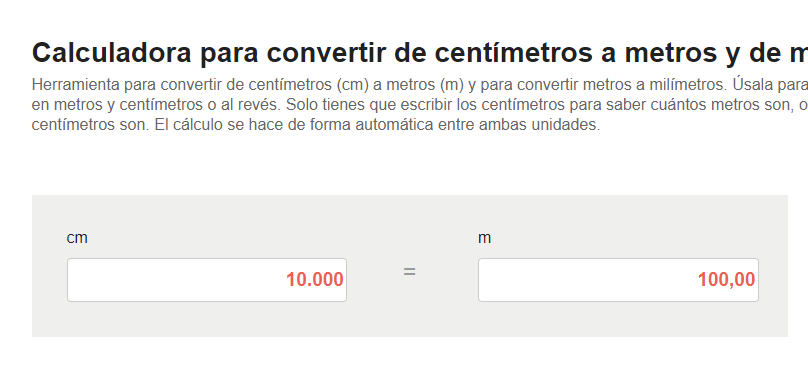 Calculadora para convertir de centímetros a metros y de m
Herramienta para convertir de centímetros (cm) a metros (m) y para convertir metros a milímetros. Úsala para
en metros y centímetros o al revés. Solo tienes que escribir los centímetros para saber cuántos metros son, o
centímetros son. El cálculo se hace de forma automática entre ambas unidades.
cm m
10.000 = 100,00